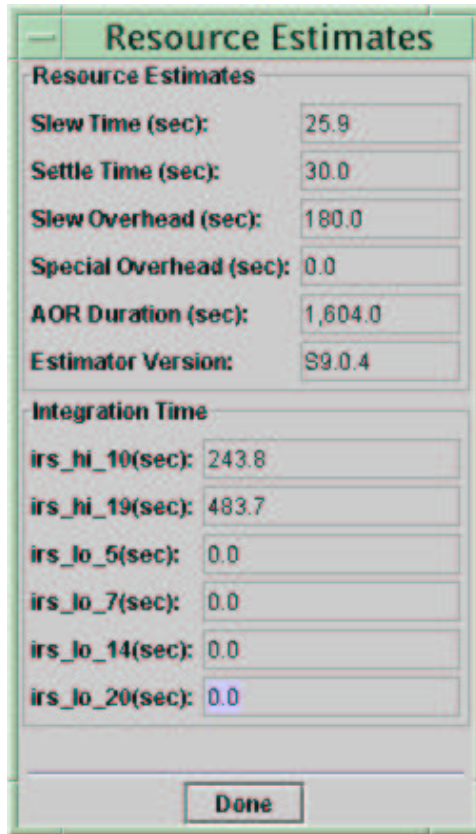 Resource Estimates
Resource Estimates
Slew Time (sec): 25.9
Settle Time (sec): 30.0
Slew Overhead (sec): 180.0
Special Overhead (sec): 0.0
AOR Duration (sec): 1,604.0
Estimator Version: S9.0.4
Integration Time
irs_hi_10(sec): 243.8
irs_hi_19(sec): 483.7
irs_lo_5(sec): 0.0
irs_lo_7(sec): 0.0
irs_lo_14(sec): 0.0
irs_lo_20(sec): 0.0
Done